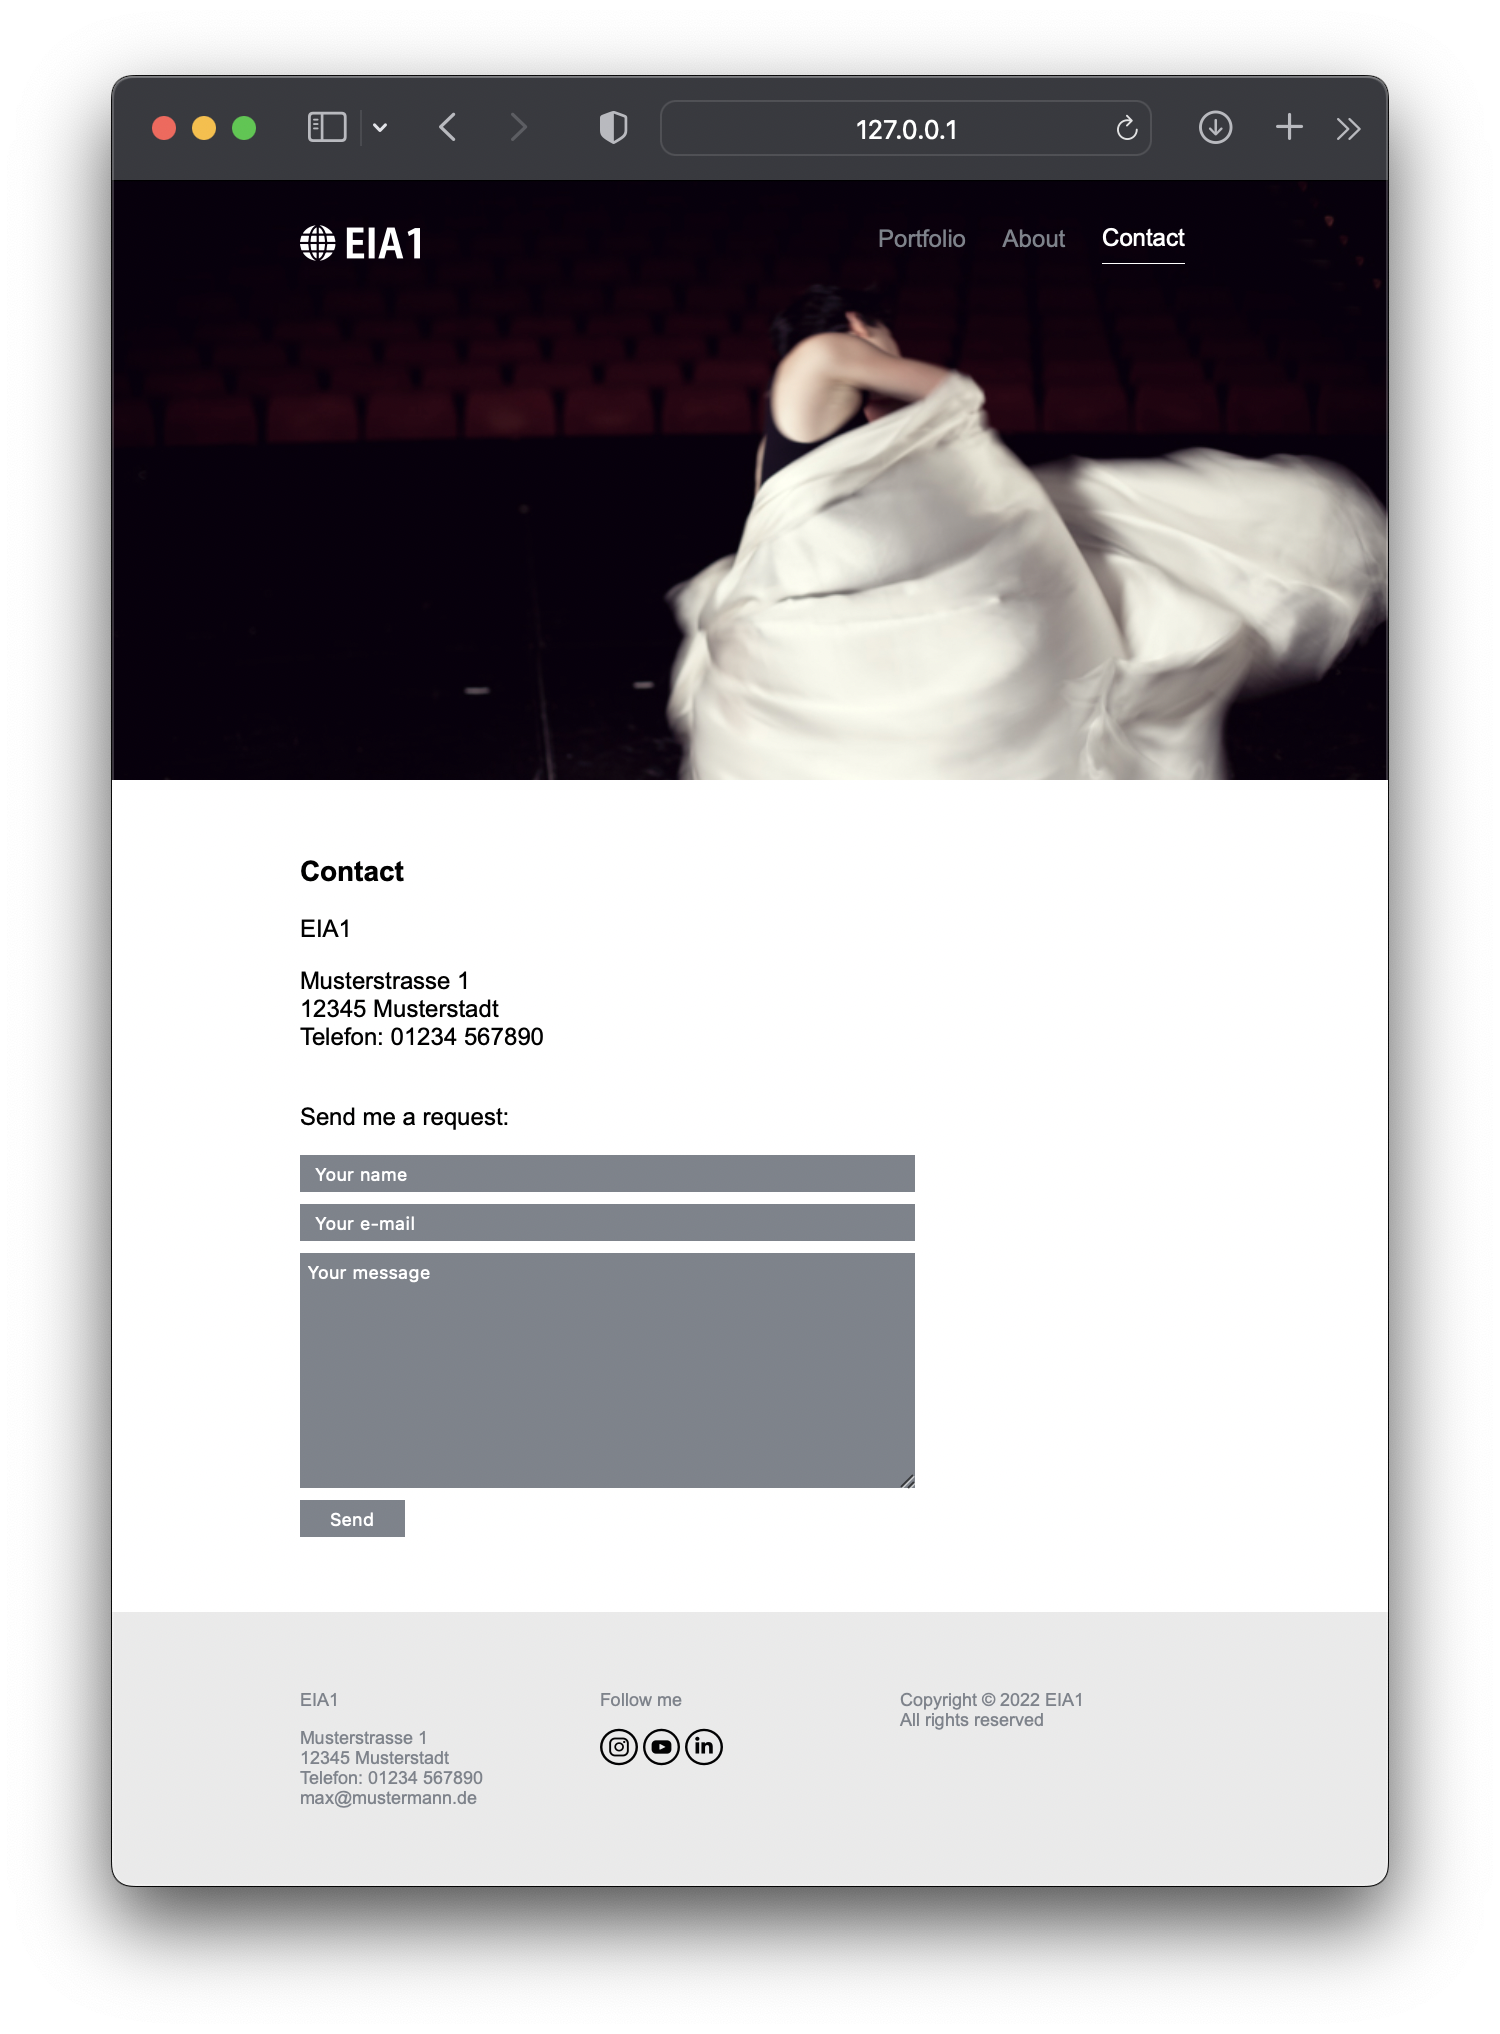 127.0.0.1
EIA1
Portfolio
About
Contact
Contact
EIA1
Musterstrasse 1
12345 Musterstadt
Telefon: 01234 567890
Send me a request:
Your name
Your e-mail
Your message
Send
EIA1
Musterstrasse 1
12345 Musterstadt
Telefon: 01234 567890
max@mustermann.de
Follow me
in
Copyright © 2022 EIA1
All rights reserved